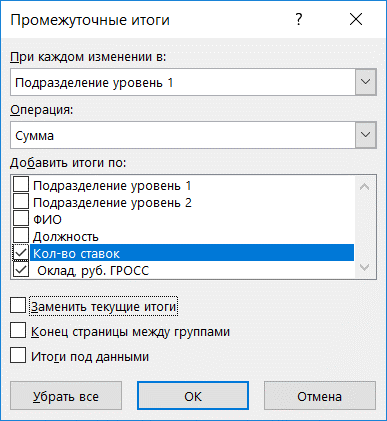 Промежуточные итоги ?
При каждом изменении в:
Подразделение уровень 1
Операция:
Сумма
Добавить итоги по:
Подразделение уровень 1
Подразделение уровень 2
ФИО
Должность
Кол-во ставок
Оклад, руб. ГРОСС
Заменить текущие итоги
Конец страницы между группами
Итоги под данными
Убрать все ОК Отмена